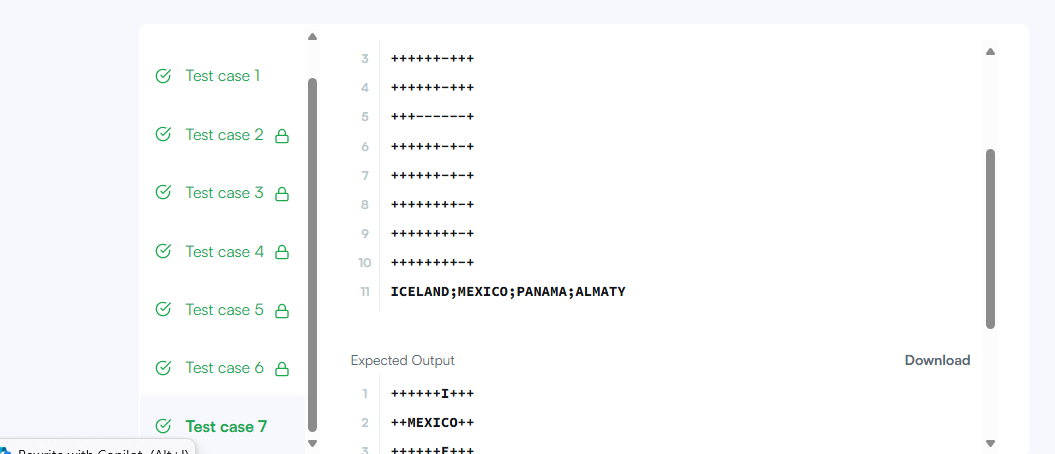 Test case 1
Test case 2
Test case 3
Test case 4
Test case 5
Test case 6
Test case 7
3 ++++++-+++
4 ++++++-+++
5 +++------+
6 ++++++-+-+
7 ++++++-+-+
8 ++++++++-+
9 ++++++++-+
10 ++++++++-+
11 ICELAND;MEXICO;PANAMA;ALMATY
Expected Output
Download
1 ++++++I+++
2 ++MEXICO++
3 ++++++E+++
Rewrite with Copilot (Alt+I)